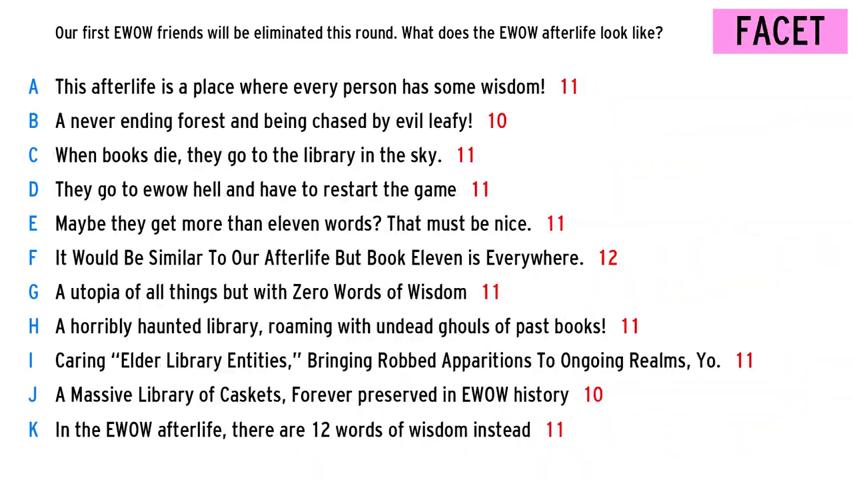 Our first EWOW friends will be eliminated this round. What does the EWOW afterlife look like?
FACET
A This afterlife is a place where every person has some wisdom! 11
B A never ending forest and being chased by evil leafy! 10
C When books die, they go to the library in the sky. 11
D They go to ewow hell and have to restart the game 11
E Maybe they get more than eleven words? That must be nice. 11
F It Would Be Similar To Our Afterlife But Book Eleven is Everywhere. 12
G A utopia of all things but with Zero Words of Wisdom 11
H A horribly haunted library, roaming with undead ghouls of past books! 11
I Caring “Elder Library Entities,” Bringing Robbed Apparitions To Ongoing Realms, Yo. 11
J A Massive Library of Caskets, Forever preserved in EWOW history 10
K In the EWOW afterlife, there are 12 words of wisdom instead 11